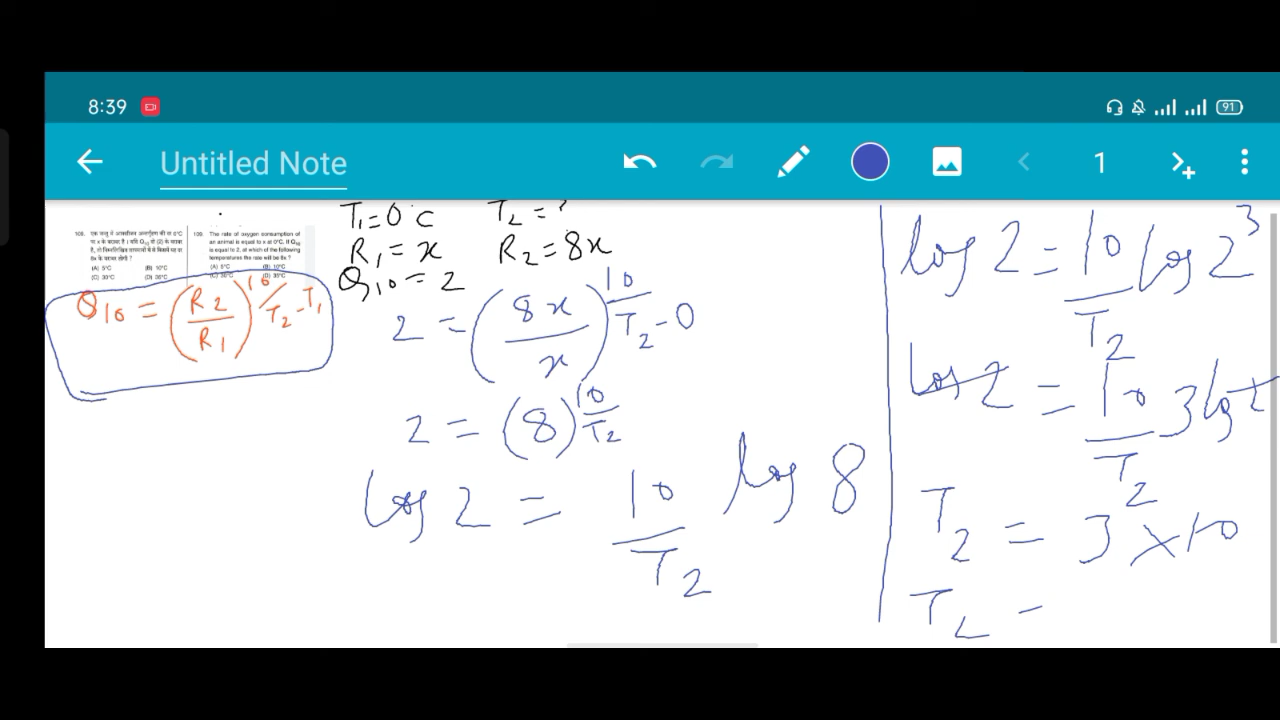 8:39
91
Untitled Note
1
T₁=0°C T₂=?
R₁=x R₂=8x
Q₁₀=2
109. The rate of oxygen consumption of
an animal is equal to x at 0°C. If Q₁₀
is equal to 2, at which of the following
temperatures the rate will be 8x?
(A) 5°C (B) 10°C
(C) 30°C
Q₁₀ = (R₂/R₁)^10/T₂-T₁
2 = (8x/x)^10/T₂-0
2 = (8)^10/T₂
log 2 = 10/T₂ log 8
log 2 = 10/T₂ log 2³
log 2 = 10/T₂ 3 log 2
T₂ = 3×10
T₂ =